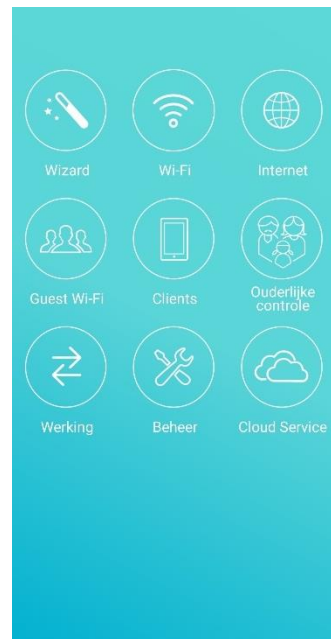 Wizard
Wi-Fi
Internet
Guest Wi-Fi
Clients
Ouderlijke
controle
Werking
Beheer
Cloud Service